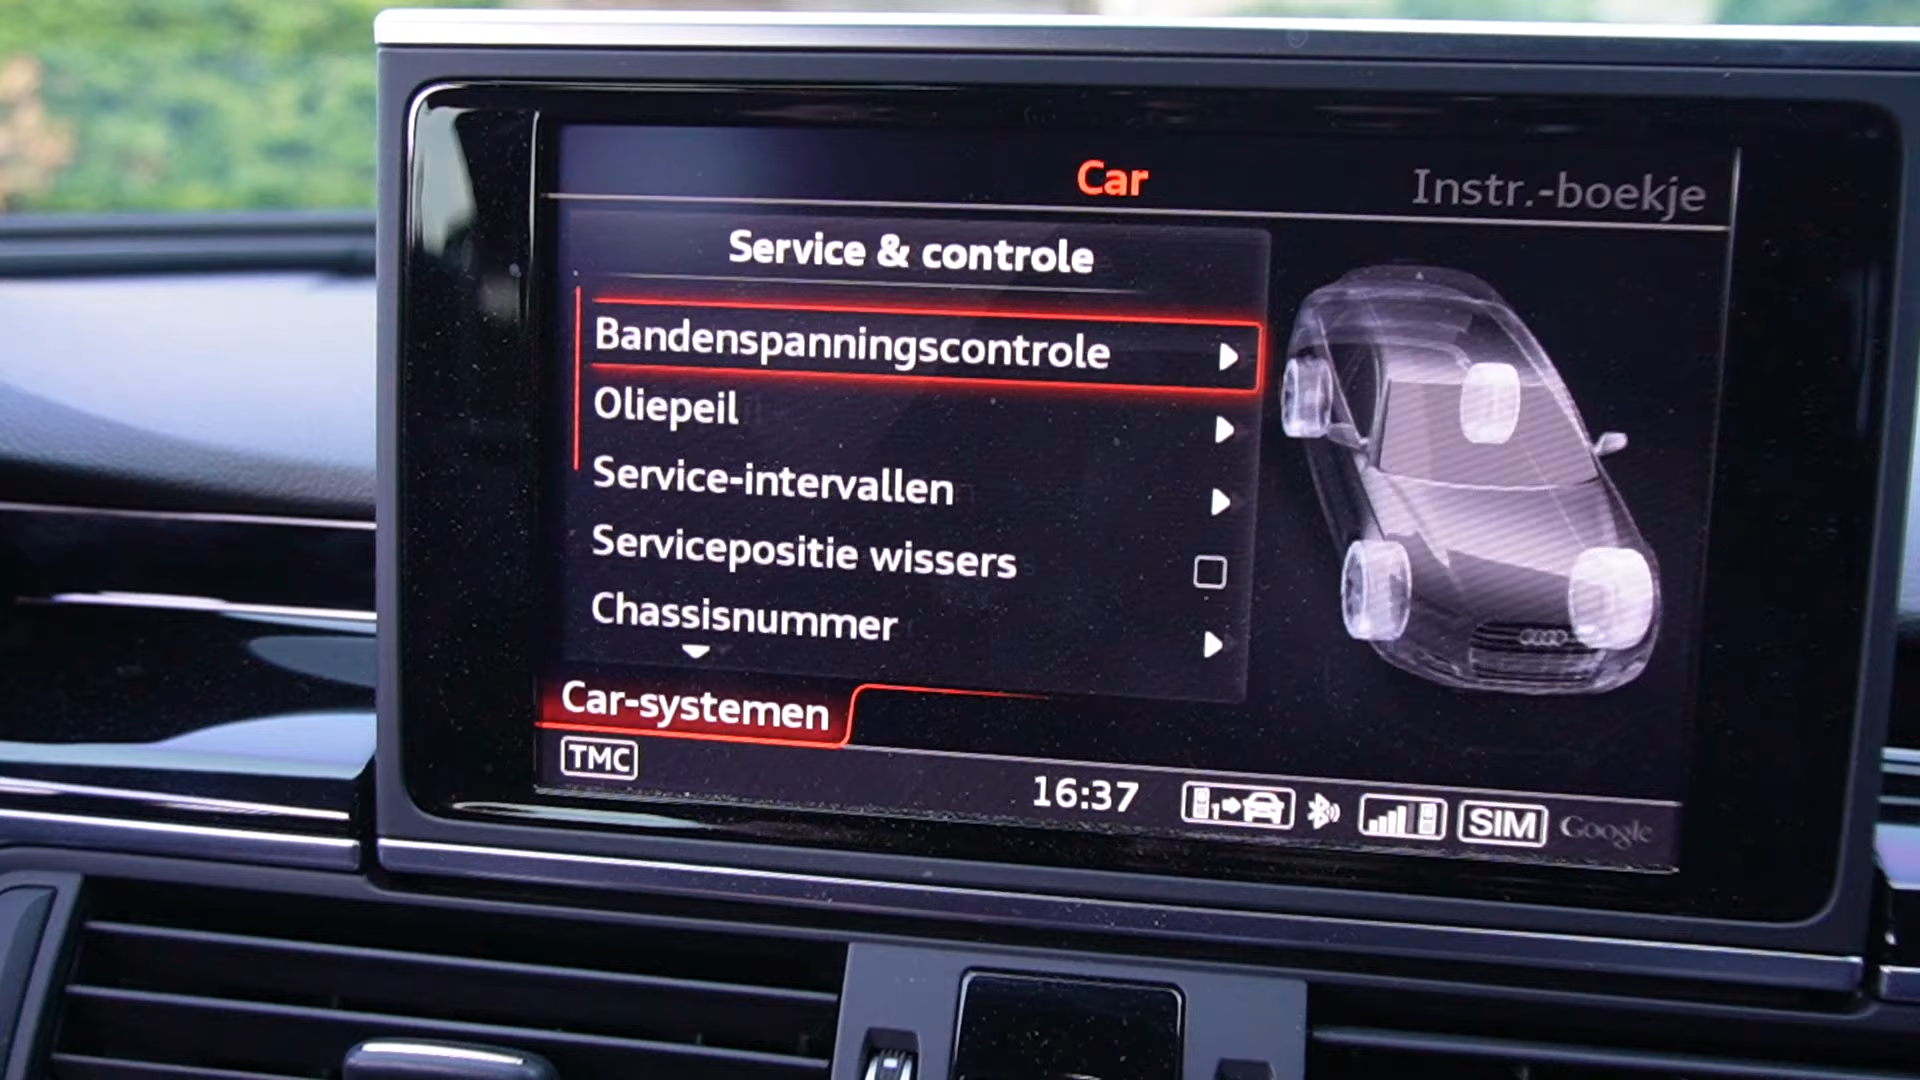 Car
Instr.-boekje
Service & controle
Bandenspanningscontrole
Oliepeil
Service-intervallen
Servicepositie wissers
Chassisnummer
Car-systemen
TMC
16:37
1
SIM
Google